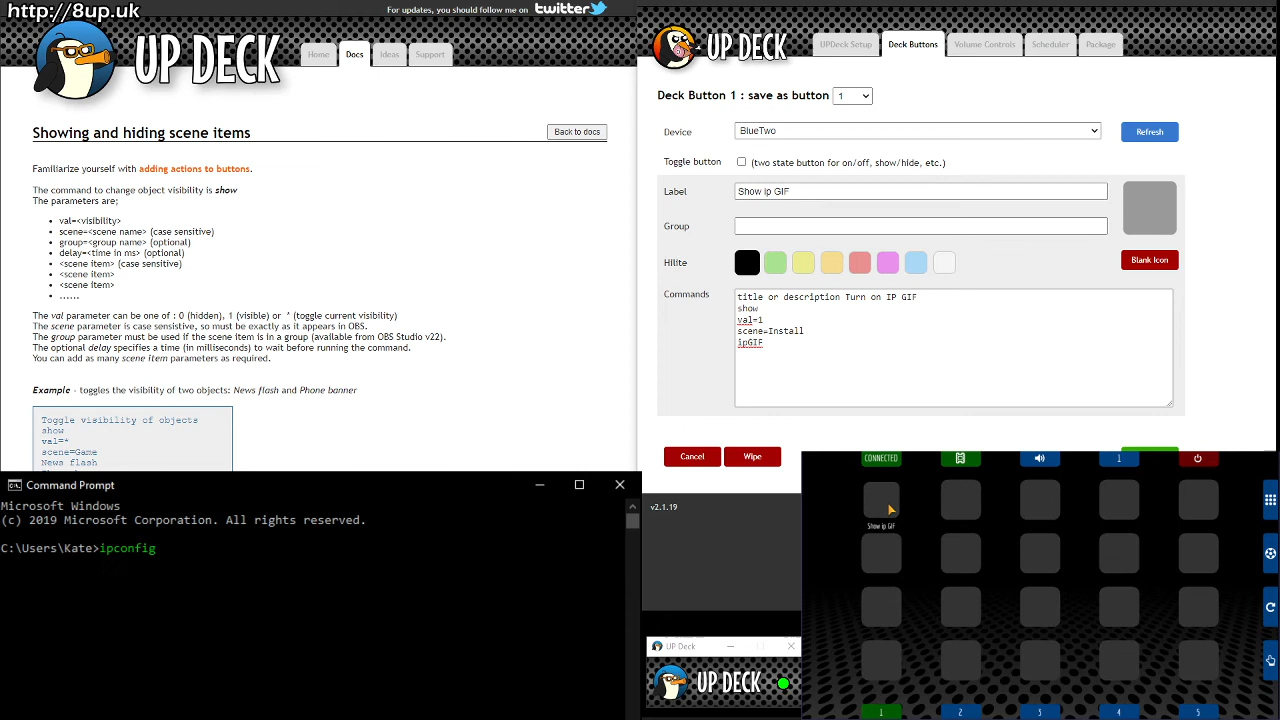 http://8up.uk
For updates, you should follow me on twitter
UP DECK
Home
Docs
Ideas
Support
Showing and hiding scene items
Back to docs
Familiarize yourself with adding actions to buttons.
The command to change object visibility is show
The parameters are;
• val=<visibility>
• scene=<scene name> (case sensitive)
• group=<group name> (optional)
• delay=<time in ms> (optional)
• <scene item> (case sensitive)
• <scene item>
• <scene item>
• ......
The val parameter can be one of : 0 (hidden), 1 (visible) or * (toggle current visibility)
The scene parameter is case sensistive, so must be exactly as it appears in OBS.
The group parameter must be used if the scene item is in a group (available from OBS Studio v22).
The optional delay specifies a time (in milliseconds) to wait before running the command.
You can add as many scene item parameters as required.
Example - toggles the visibility of two objects: News flash and Phone banner
Toggle visibility of objects
show
val=*
scene=Game
News flash
Command Prompt
Microsoft Windows
(c) 2019 Microsoft Corporation. All rights reserved.
C:\Users\Kate>ipconfig
UP DECK
UPDeck Setup
Deck Buttons
Volume Controls
Scheduler
Package
Deck Button 1 : save as button 1
Device
BlueTwo
Refresh
Toggle button
(two state button for on/off, show/hide, etc.)
Label
Show ip GIF
Group
Hilite
Blank Icon
Commands
title or description Turn on IP GIF
show
val=1
scene=Install
ipGIF
Cancel
Wipe
v2.1.19
UP Deck
UP DECK
CONNECTED
1
Show ip GIF
1
2
3
4
5